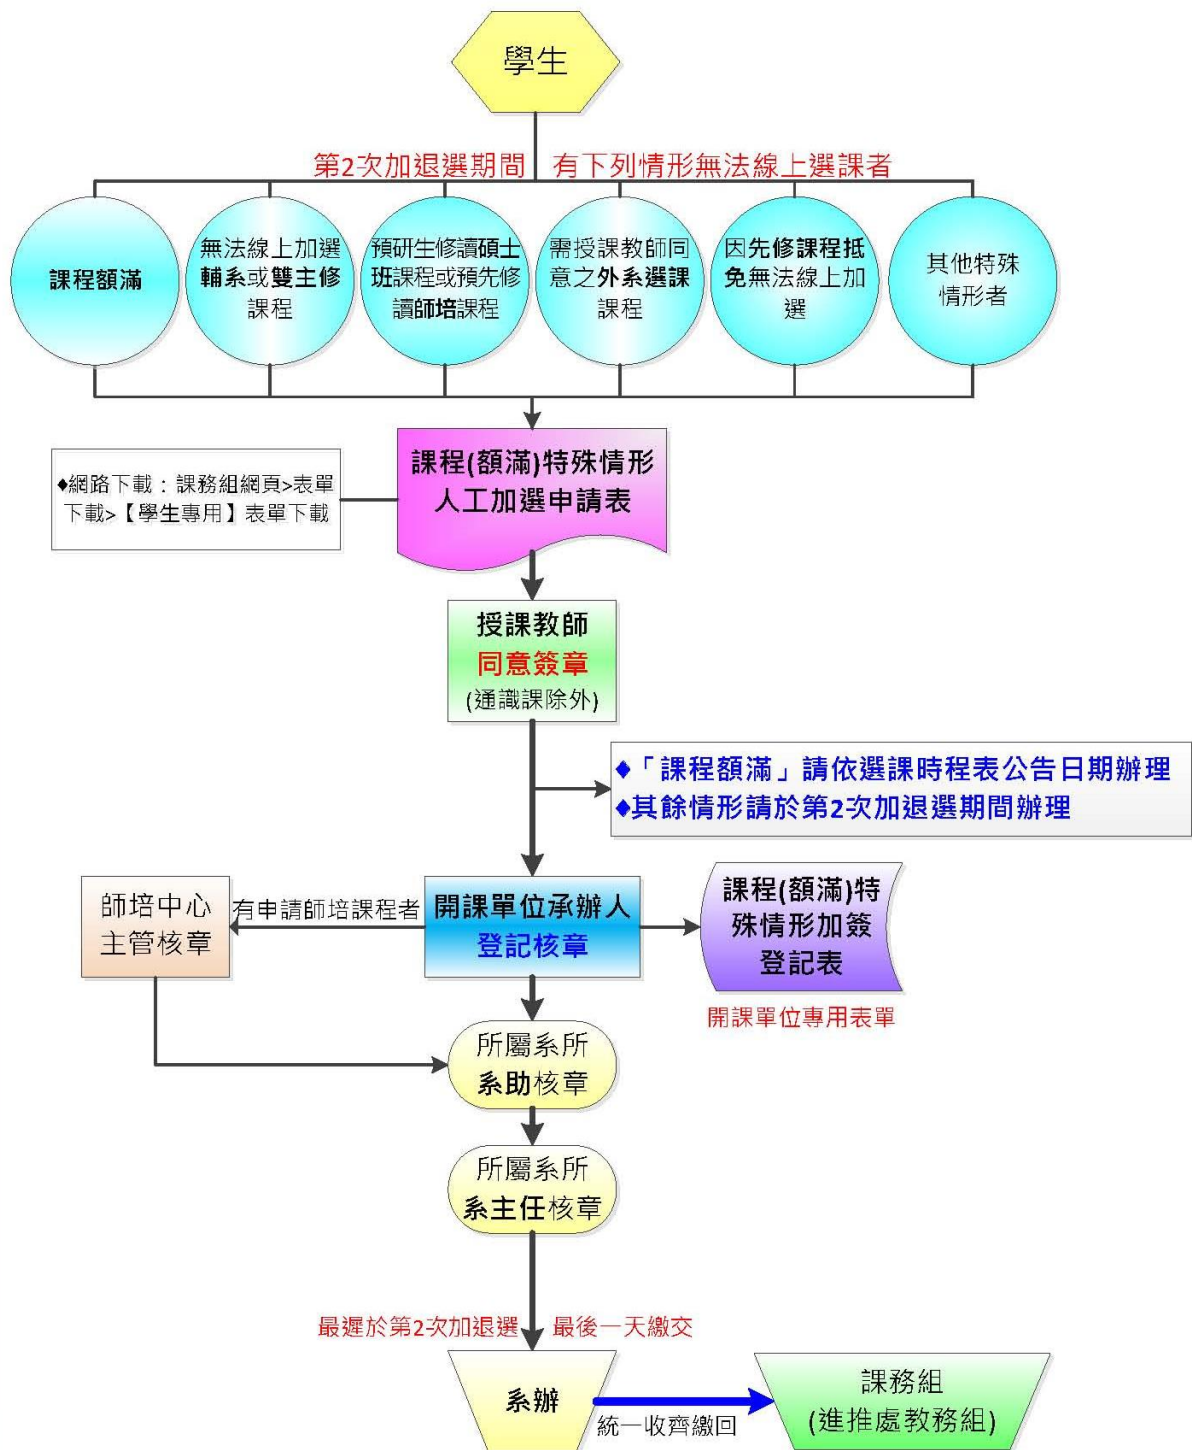 學生
第2次加退選期間 有下列情形無法線上選課者
課程額滿
無法線上加選
輔系或雙主修
課程
預研生修讀碩士
班課程或預先修
讀師培課程
需授課教師同
意之外系選課
課程
因先修課程抵
免無法線上加
選
其他特殊
情形者
課程(額滿)特殊情形
人工加選申請表
♦網路下載：課務組網頁>表單
下載>【學生專用】表單下載
授課教師
同意簽章
(通識課除外)
♦「課程額滿」請依選課時程表公告日期辦理
♦其餘情形請於第2次加退選期間辦理
師培中心
主管核章
有申請師培課程者
開課單位承辦人
登記核章
課程(額滿)特
殊情形加簽
登記表
開課單位專用表單
所屬系所
系助核章
所屬系所
系主任核章
最遲於第2次加退選 最後一天繳交
系辦
統一收齊繳回
課務組
(進推處教務組)